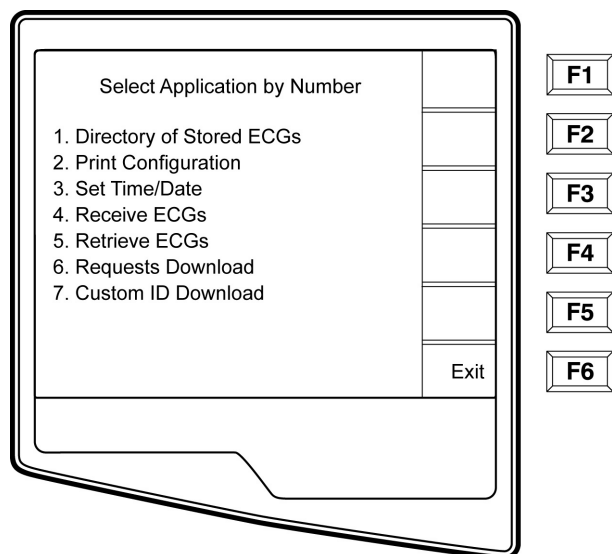 Select Application by Number
1. Directory of Stored ECGs
2. Print Configuration
3. Set Time/Date
4. Receive ECGs
5. Retrieve ECGs
6. Requests Download
7. Custom ID Download
Exit
F1
F2
F3
F4
F5
F6